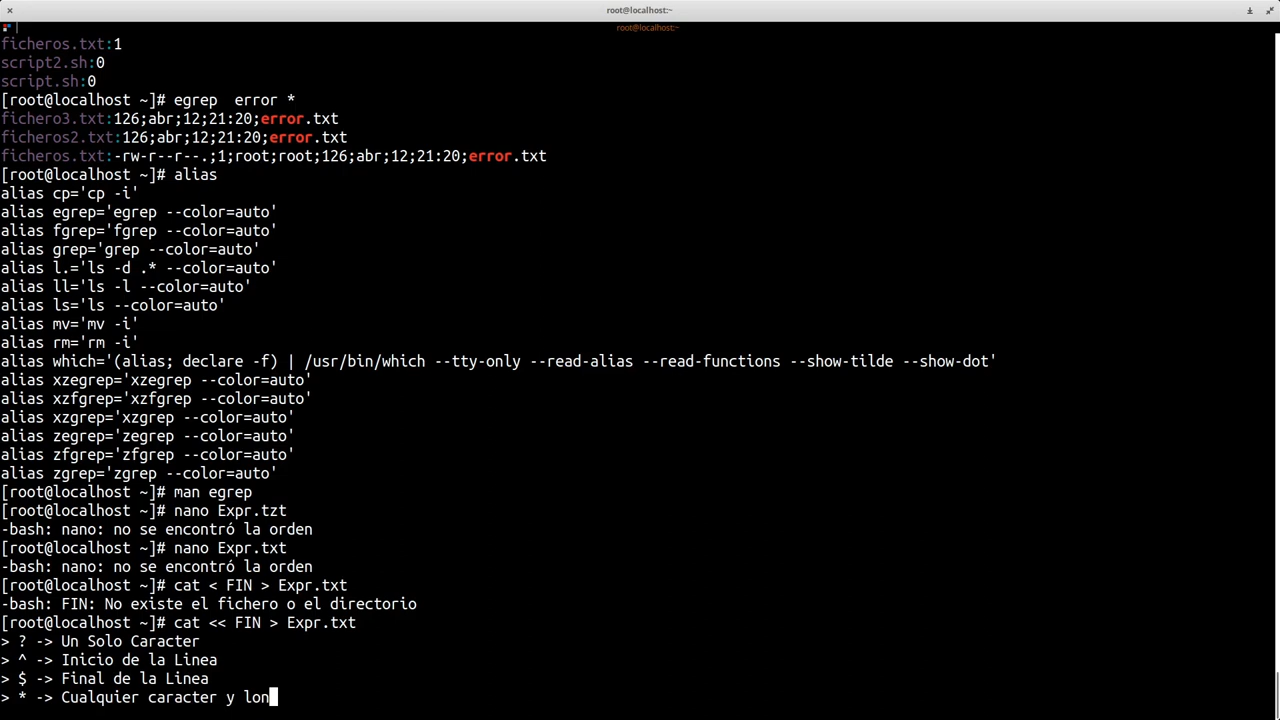 root@localhost:~
root@localhost:~
ficheros.txt:1
script2.sh:0
script.sh:0
[root@localhost ~]# egrep  error *
fichero3.txt:126;abr;12;21:20;error.txt
ficheros2.txt:126;abr;12;21:20;error.txt
ficheros.txt:-rw-r--r--.;1;root;root;126;abr;12;21:20;error.txt
[root@localhost ~]# alias
alias cp='cp -i'
alias egrep='egrep --color=auto'
alias fgrep='fgrep --color=auto'
alias grep='grep --color=auto'
alias l.='ls -d .* --color=auto'
alias ll='ls -l --color=auto'
alias ls='ls --color=auto'
alias mv='mv -i'
alias rm='rm -i'
alias which='(alias; declare -f) | /usr/bin/which --tty-only --read-alias --read-functions --show-tilde --show-dot'
alias xzegrep='xzegrep --color=auto'
alias xzfgrep='xzfgrep --color=auto'
alias xzgrep='xzgrep --color=auto'
alias zegrep='zegrep --color=auto'
alias zfgrep='zfgrep --color=auto'
alias zgrep='zgrep --color=auto'
[root@localhost ~]# man egrep
[root@localhost ~]# nano Expr.tzt
-bash: nano: no se encontró la orden
[root@localhost ~]# nano Expr.txt
-bash: nano: no se encontró la orden
[root@localhost ~]# cat < FIN > Expr.txt
-bash: FIN: No existe el fichero o el directorio
[root@localhost ~]# cat << FIN > Expr.txt
> ? -> Un Solo Caracter
> ^ -> Inicio de la Linea
> $ -> Final de la Linea
> * -> Cualquier caracter y lon